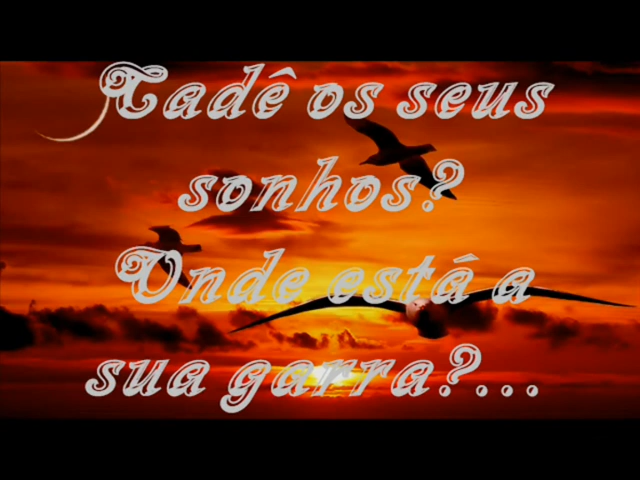 Cadê os seus
sonhos?
Onde está a
sua garra?...